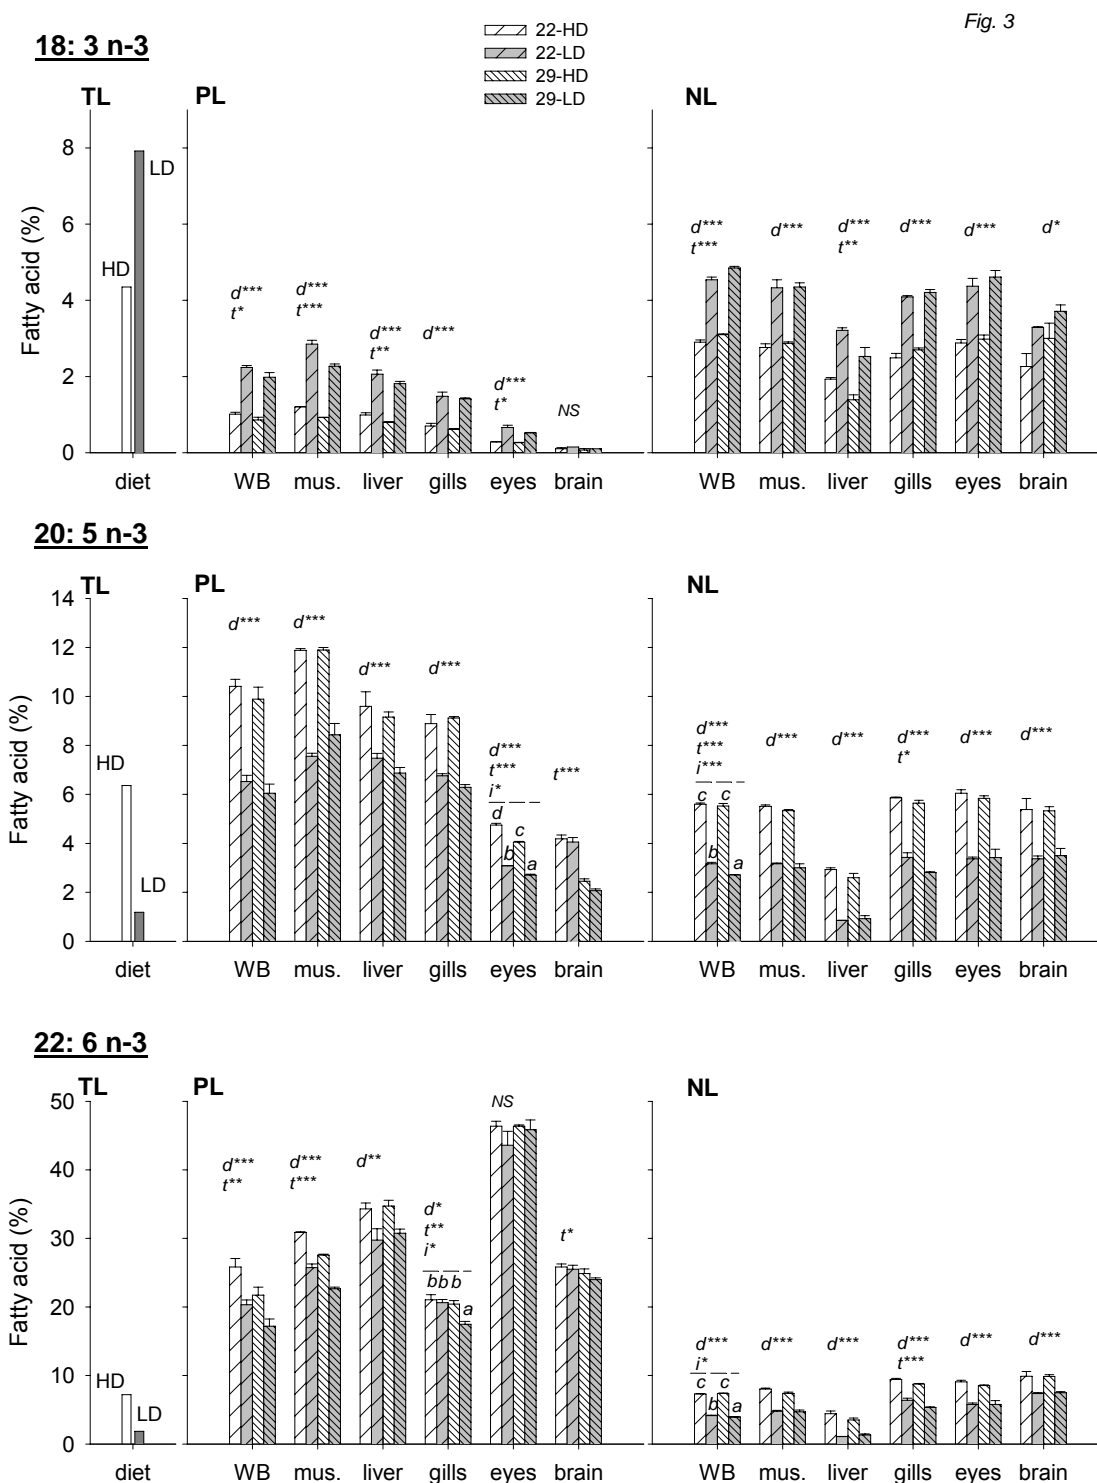 Fig. 3
22-HD
22-LD
29-HD
29-LD
18: 3 n-3
TL PL NL
Fatty acid (%)
8
6
4
2
0
HD
LD
d*** t*
d*** t***
d*** t**
d***
d*** t*
NS
d*** t***
d***
d*** t**
d***
d***
d*
diet WB mus. liver gills eyes brain WB mus. liver gills eyes brain
20: 5 n-3
TL PL NL
Fatty acid (%)
14
12
10
8
6
4
2
0
HD
LD
d***
d***
d***
d***
d*** t*** i*
d b c a
t***
d*** t*** i***
c b c a
d***
d***
d*** t*
d***
d***
diet WB mus. liver gills eyes brain WB mus. liver gills eyes brain
22: 6 n-3
TL PL NL
Fatty acid (%)
50
40
30
20
10
0
HD
LD
d*** t**
d*** t***
d**
d* t** i*
b b b a
NS
t*
d*** i*
c b c a
d***
d***
d*** t***
d***
d***
diet WB mus. liver gills eyes brain WB mus. liver gills eyes brain